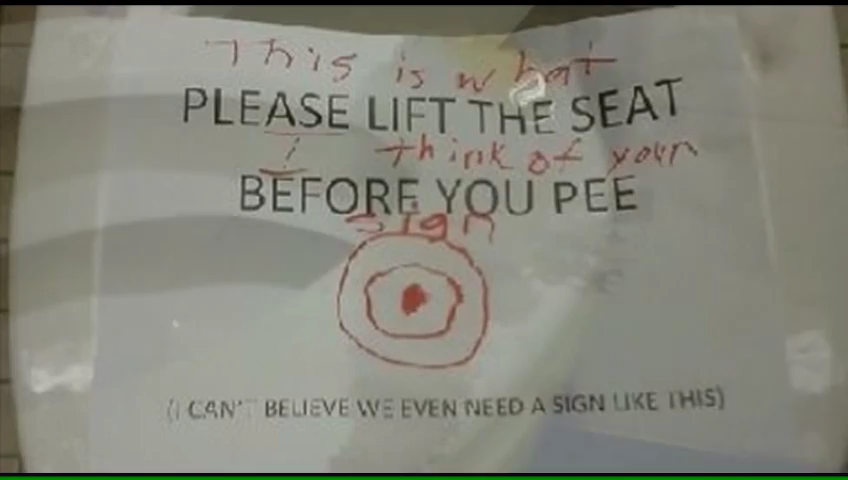 This is what
PLEASE LIFT THE SEAT
I think of your
BEFORE YOU PEE
sign
(I CAN'T BELIEVE WE EVEN NEED A SIGN LIKE THIS)